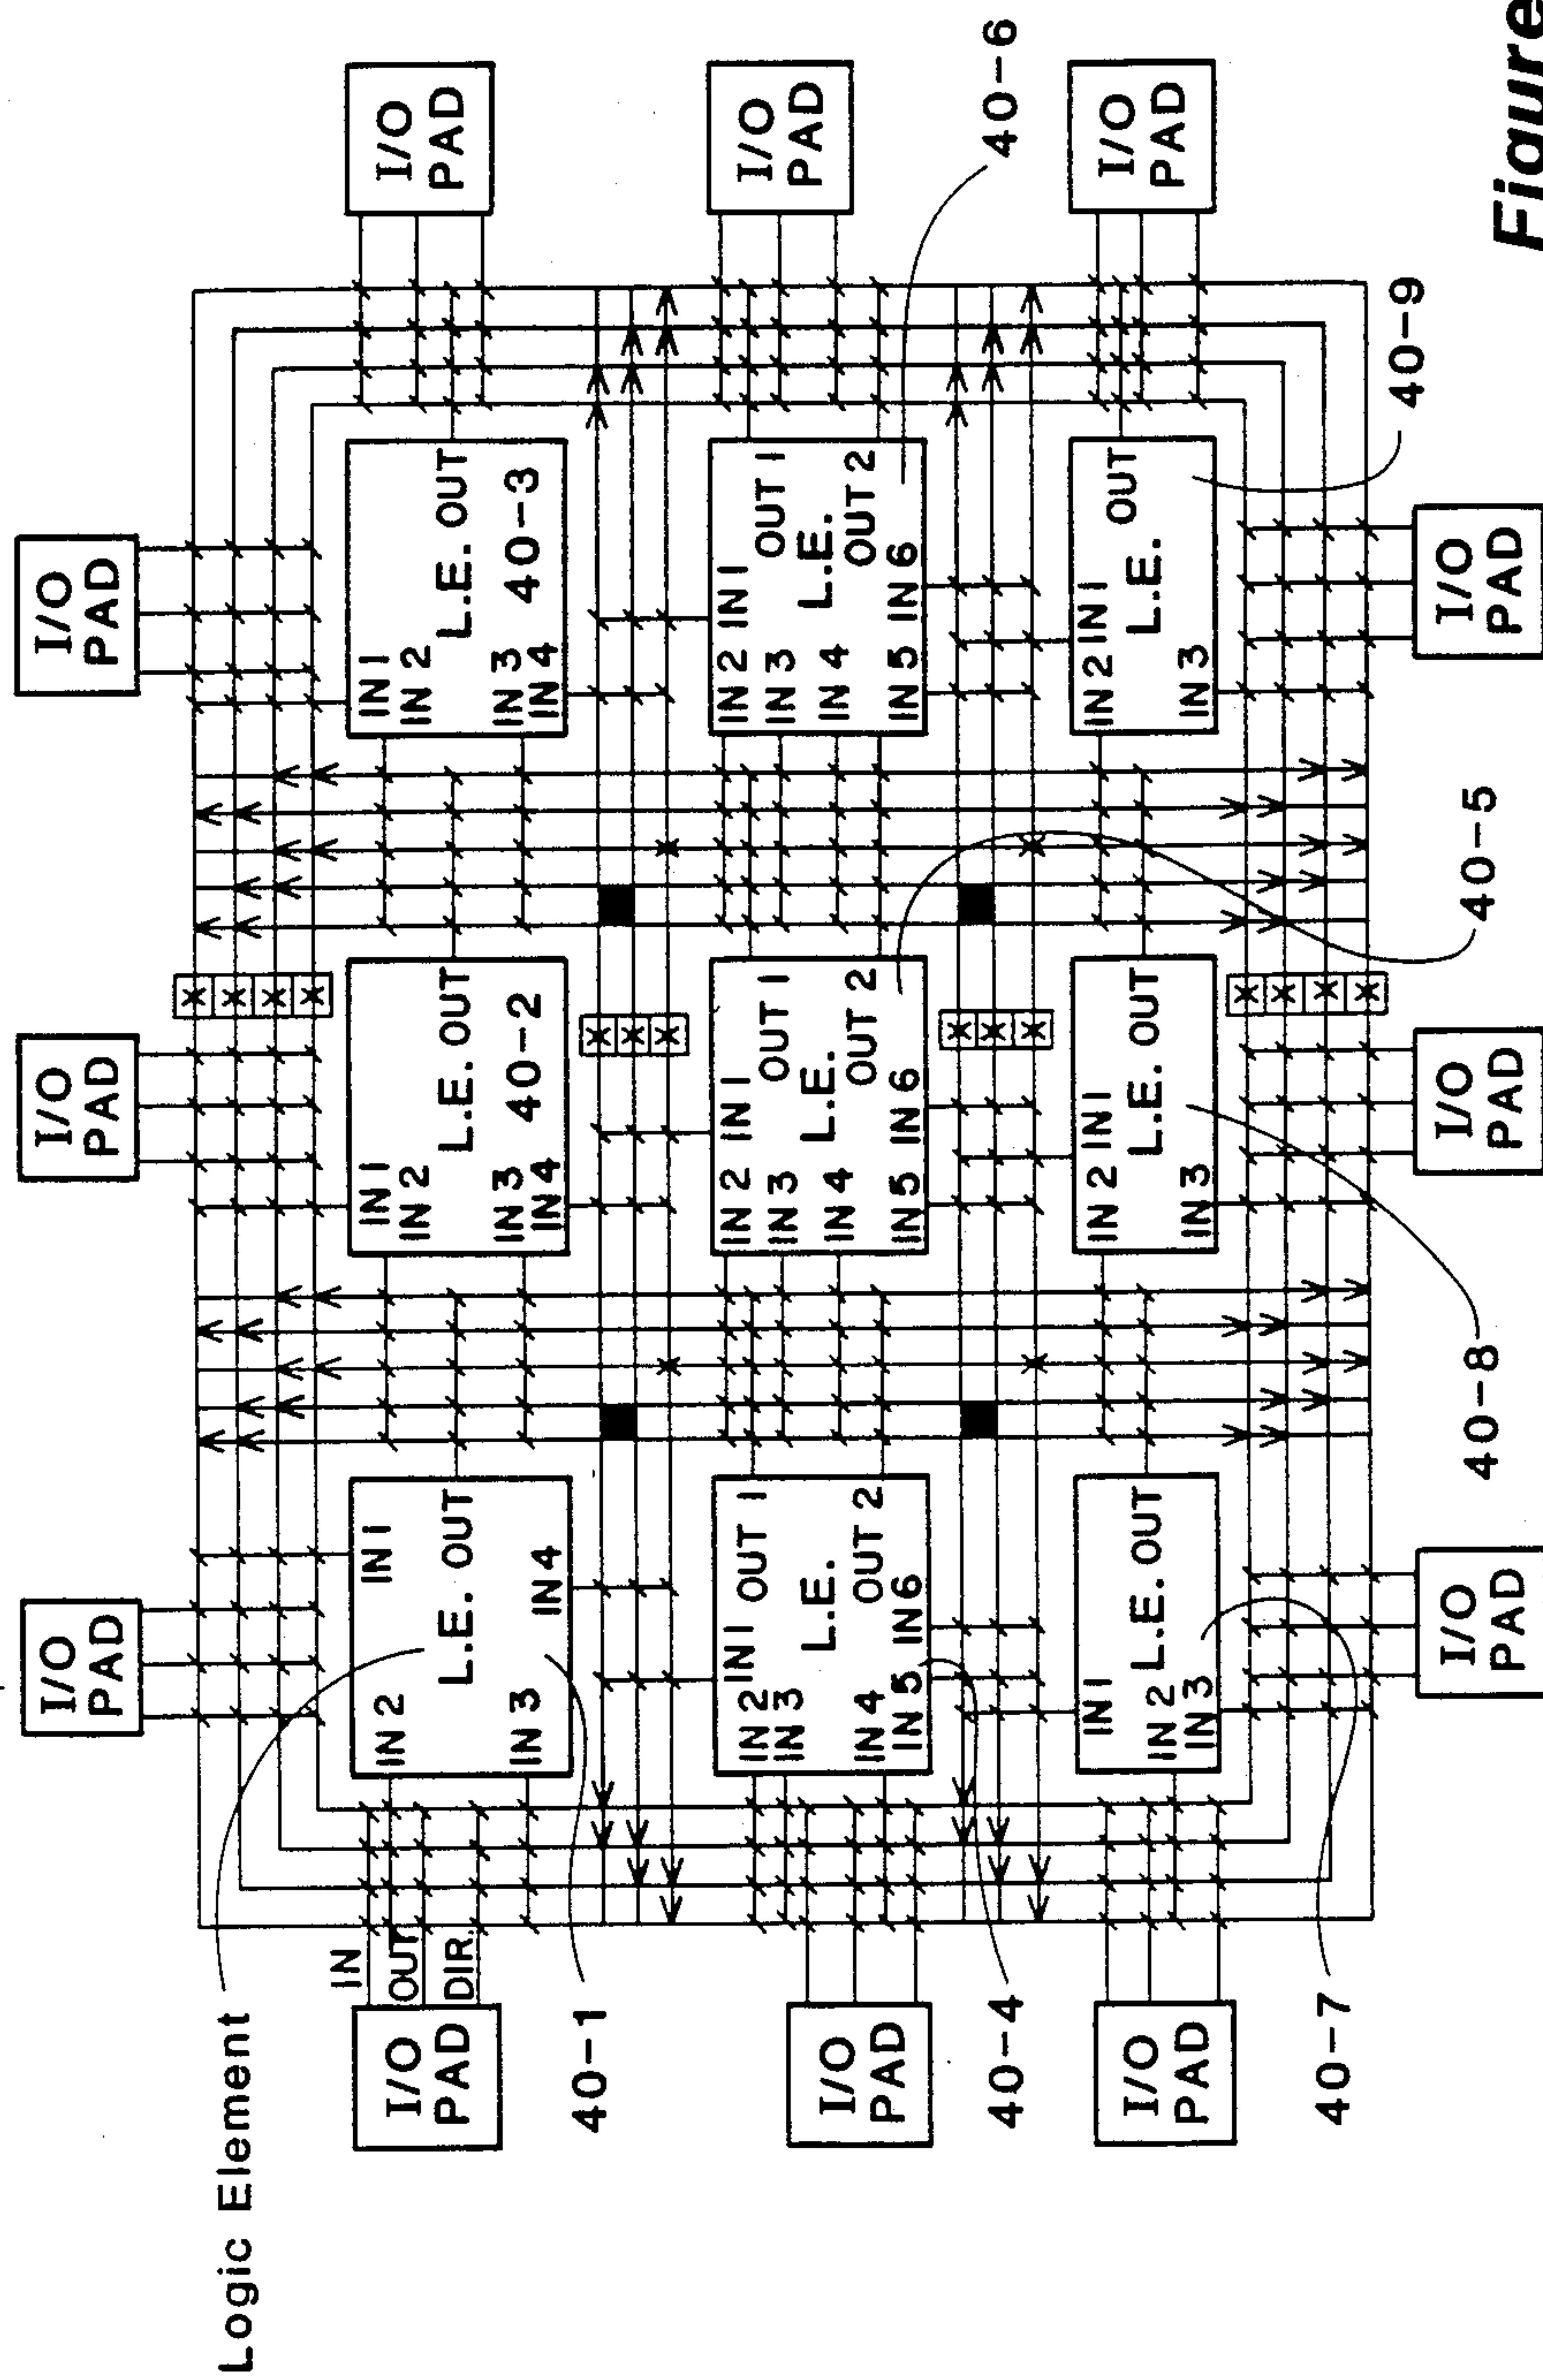 I/O
PAD
I/O
PAD
I/O
PAD
Logic Element
IN
OUT
DIR.
I/O
PAD
IN 1
IN 2
L.E. OUT
IN 3
IN 4
40-1
IN 1
IN 2
L.E. OUT
IN 3
IN 4
40-2
IN 1
IN 2
L.E. OUT
IN 3
IN 4
40-3
I/O
PAD
I/O
PAD
IN 1
IN 2
OUT 1
IN 3
L.E.
IN 4
OUT 2
IN 5
IN 6
40-4
IN 2
IN 1
IN 3
OUT 1
L.E.
IN 4
OUT 2
IN 5
IN 6
40-5
IN 2
IN 1
IN 3
OUT 1
L.E.
IN 4
OUT 2
IN 5
IN 6
40-6
I/O
PAD
I/O
PAD
IN 1
IN 2
L.E. OUT
IN 3
40-7
IN 2
IN 1
L.E. OUT
IN 3
40-8
IN 2
IN 1
OUT
L.E.
IN 3
40-9
I/O
PAD
I/O
PAD
I/O
PAD
I/O
PAD
Figure